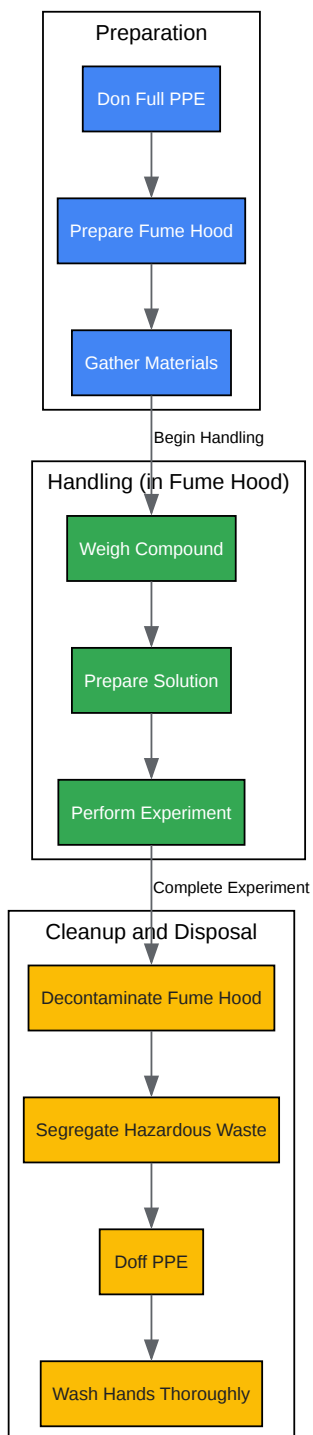 Preparation
Don Full PPE
Prepare Fume Hood
Gather Materials
Begin Handling
Handling (in Fume Hood)
Weigh Compound
Prepare Solution
Perform Experiment
Complete Experiment
Cleanup and Disposal
Decontaminate Fume Hood
Segregate Hazardous Waste
Doff PPE
Wash Hands Thoroughly